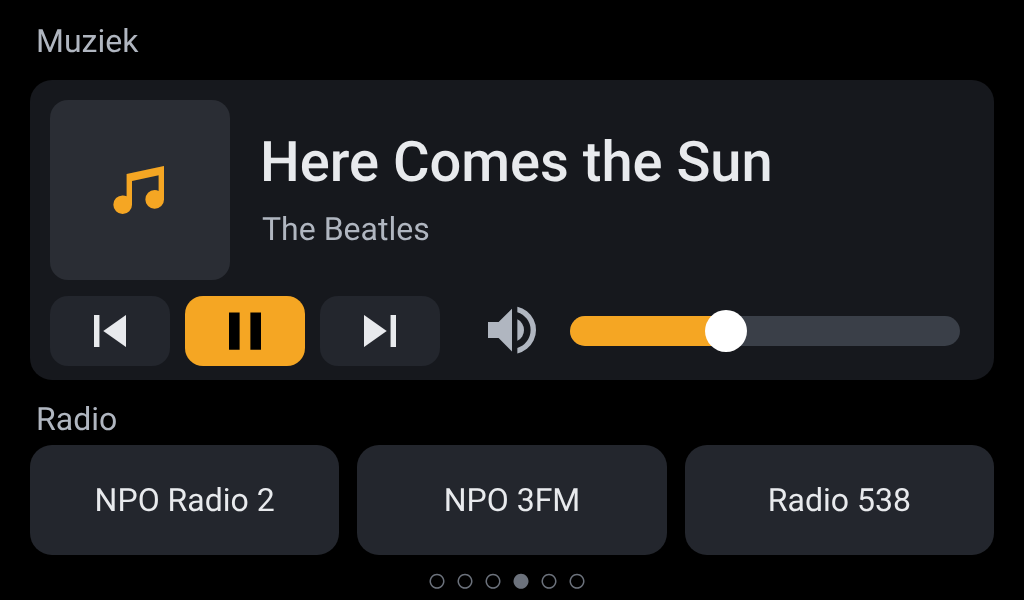 Muziek
Here Comes the Sun
The Beatles
Radio
NPO Radio 2
NPO 3FM
Radio 538